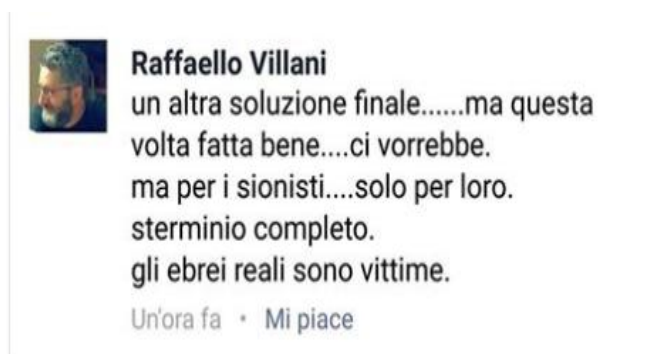 Raffaello Villani
un altra soluzione finale......ma questa
volta fatta bene....ci vorrebbe.
ma per i sionisti....solo per loro.
sterminio completo.
gli ebrei reali sono vittime.
Un'ora fa · Mi piace